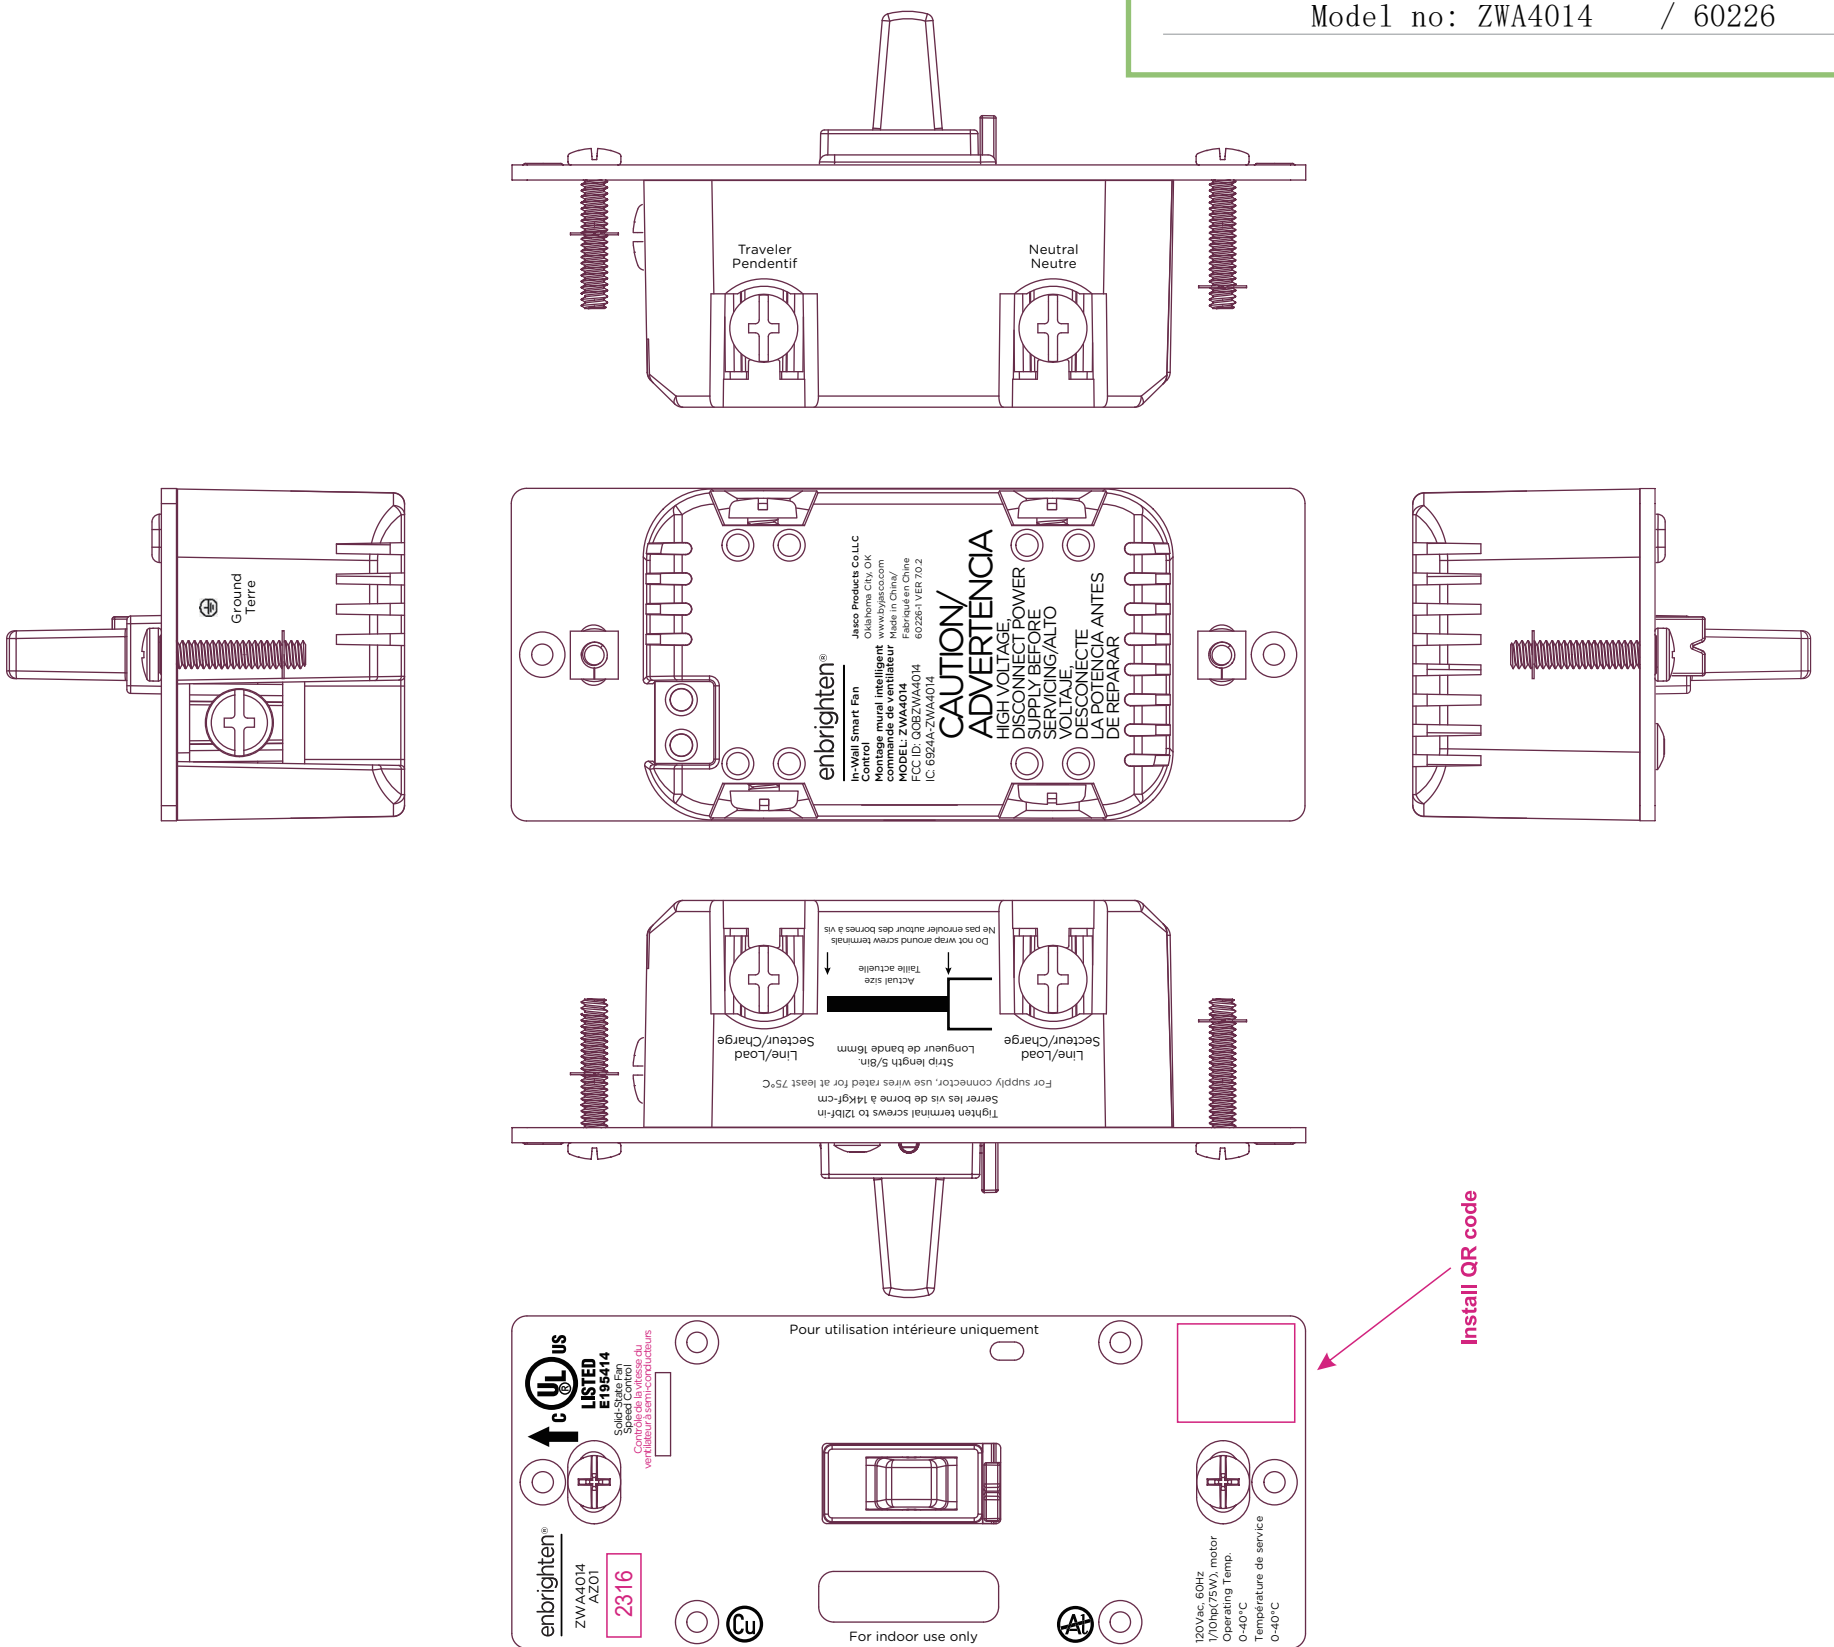 Model no: ZWA4014 / 60226
Traveler
Pendentif
Neutral
Neutre
Ground
Terre
enbrighten®
In-Wall Smart Fan
Control
Montage mural intelligent
commande de ventilateur
MODEL: ZWA4014
FCC ID: QOBZWA4014
IC: 6924A-ZWA4014
Jasco Products Co LLC
Oklahoma City, OK
www.byjasco.com
Made in China/
Fabriqué en Chine
60226-1 VER 7.0.2
CAUTION/
ADVERTENCIA
HIGH VOLTAGE,
DISCONNECT POWER
SUPPLY BEFORE
SERVICING/ALTO
VOLTAJE,
DESCONECTE
LA POTENCIA ANTES
DE REPARAR
Tighten terminal screws to 12lbf-in
Serrer les vis de borne à 14Kgf-cm
For supply connector, use wires rated for at least 75°C
Strip length 5/8in.
Longueur de bande 16mm
Line/Load
Secteur/Charge
Line/Load
Secteur/Charge
Actual size
Taille actuelle
Do not wrap around screw terminals
Ne pas enrouler autour des bornes à vis
Install QR code
Pour utilisation intérieure uniquement
C UL® US
LISTED
E195414
Solid-State Fan
Speed Control
Contrôle de la vitesse du
ventilateur à semi-conducteurs
enbrighten®
ZWA4014
AZ01
2316
Cu
Al
For indoor use only
120Vac, 60Hz
1/10hp(75W), motor
Operating Temp.
0-40°C
Température de service
0-40°C